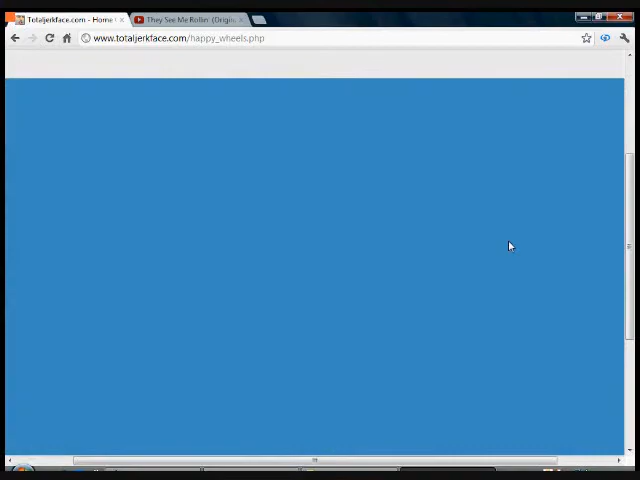 Totaljerkface.com - Home
They See Me Rollin' (Origin
www.totaljerkface.com/happy_wheels.php